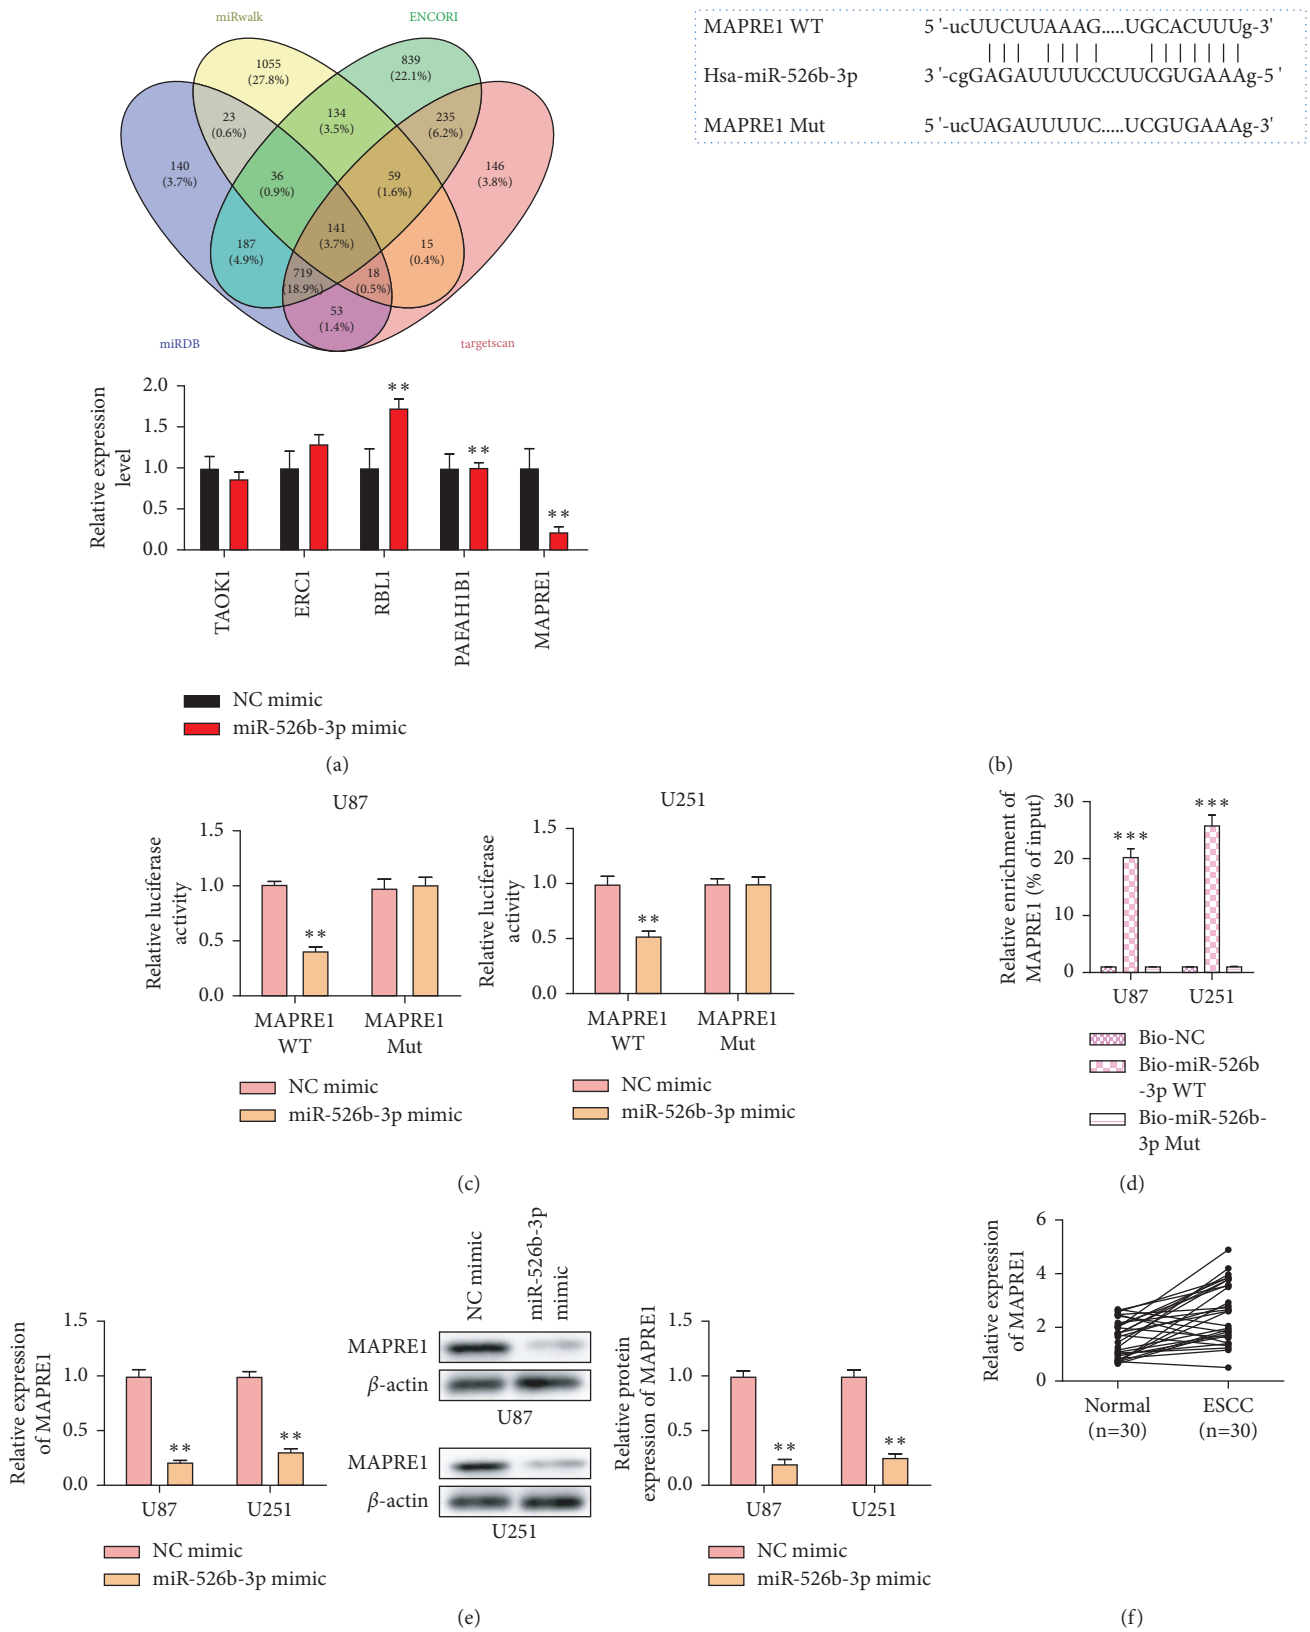 miRwalk
ENCORI
1055
(27.8%)
839
(22.1%)
23
(0.6%)
134
(3.5%)
235
(6.2%)
140
(3.7%)
36
(0.9%)
59
(1.6%)
146
(3.8%)
187
(4.9%)
141
(3.7%)
15
(0.4%)
719
(18.9%)
18
(0.5%)
53
(1.4%)
miRDB
targetscan
Relative expression
level
2.0
1.5
1.0
0.5
0.0
**
**
**
TAOK1
ERC1
RBL1
PAFAH1B1
MAPRE1
NC mimic
miR-526b-3p mimic
(a)
MAPRE1 WT 5'-ucUUCUUAAAG.....UGCACUUUg-3'
Hsa-miR-526b-3p 3'-cgGAGAUUUUCCUUCGUGAAAg-5'
MAPRE1 Mut 5'-ucUAGAUUUUC.....UCGUGAAAg-3'
(b)
U87
Relative luciferase
activity
1.5
1.0
0.5
0.0
**
MAPRE1
WT
MAPRE1
Mut
NC mimic
miR-526b-3p mimic
U251
Relative luciferase
activity
1.5
1.0
0.5
0.0
**
MAPRE1
WT
MAPRE1
Mut
NC mimic
miR-526b-3p mimic
(c)
Relative enrichment of
MAPRE1 (% of input)
30
20
10
0
***
***
U87
U251
Bio-NC
Bio-miR-526b
-3p WT
Bio-miR-526b-
3p Mut
(d)
Relative expression
of MAPRE1
1.5
1.0
0.5
0.0
**
**
U87
U251
NC mimic
miR-526b-3p mimic
NC mimic
miR-526b-3p
mimic
MAPRE1
β-actin
U87
MAPRE1
β-actin
U251
Relative protein
expression of MAPRE1
1.5
1.0
0.5
0.0
**
**
U87
U251
NC mimic
miR-526b-3p mimic
(e)
Relative expression
of MAPRE1
6
4
2
0
Normal
(n=30)
ESCC
(n=30)
(f)